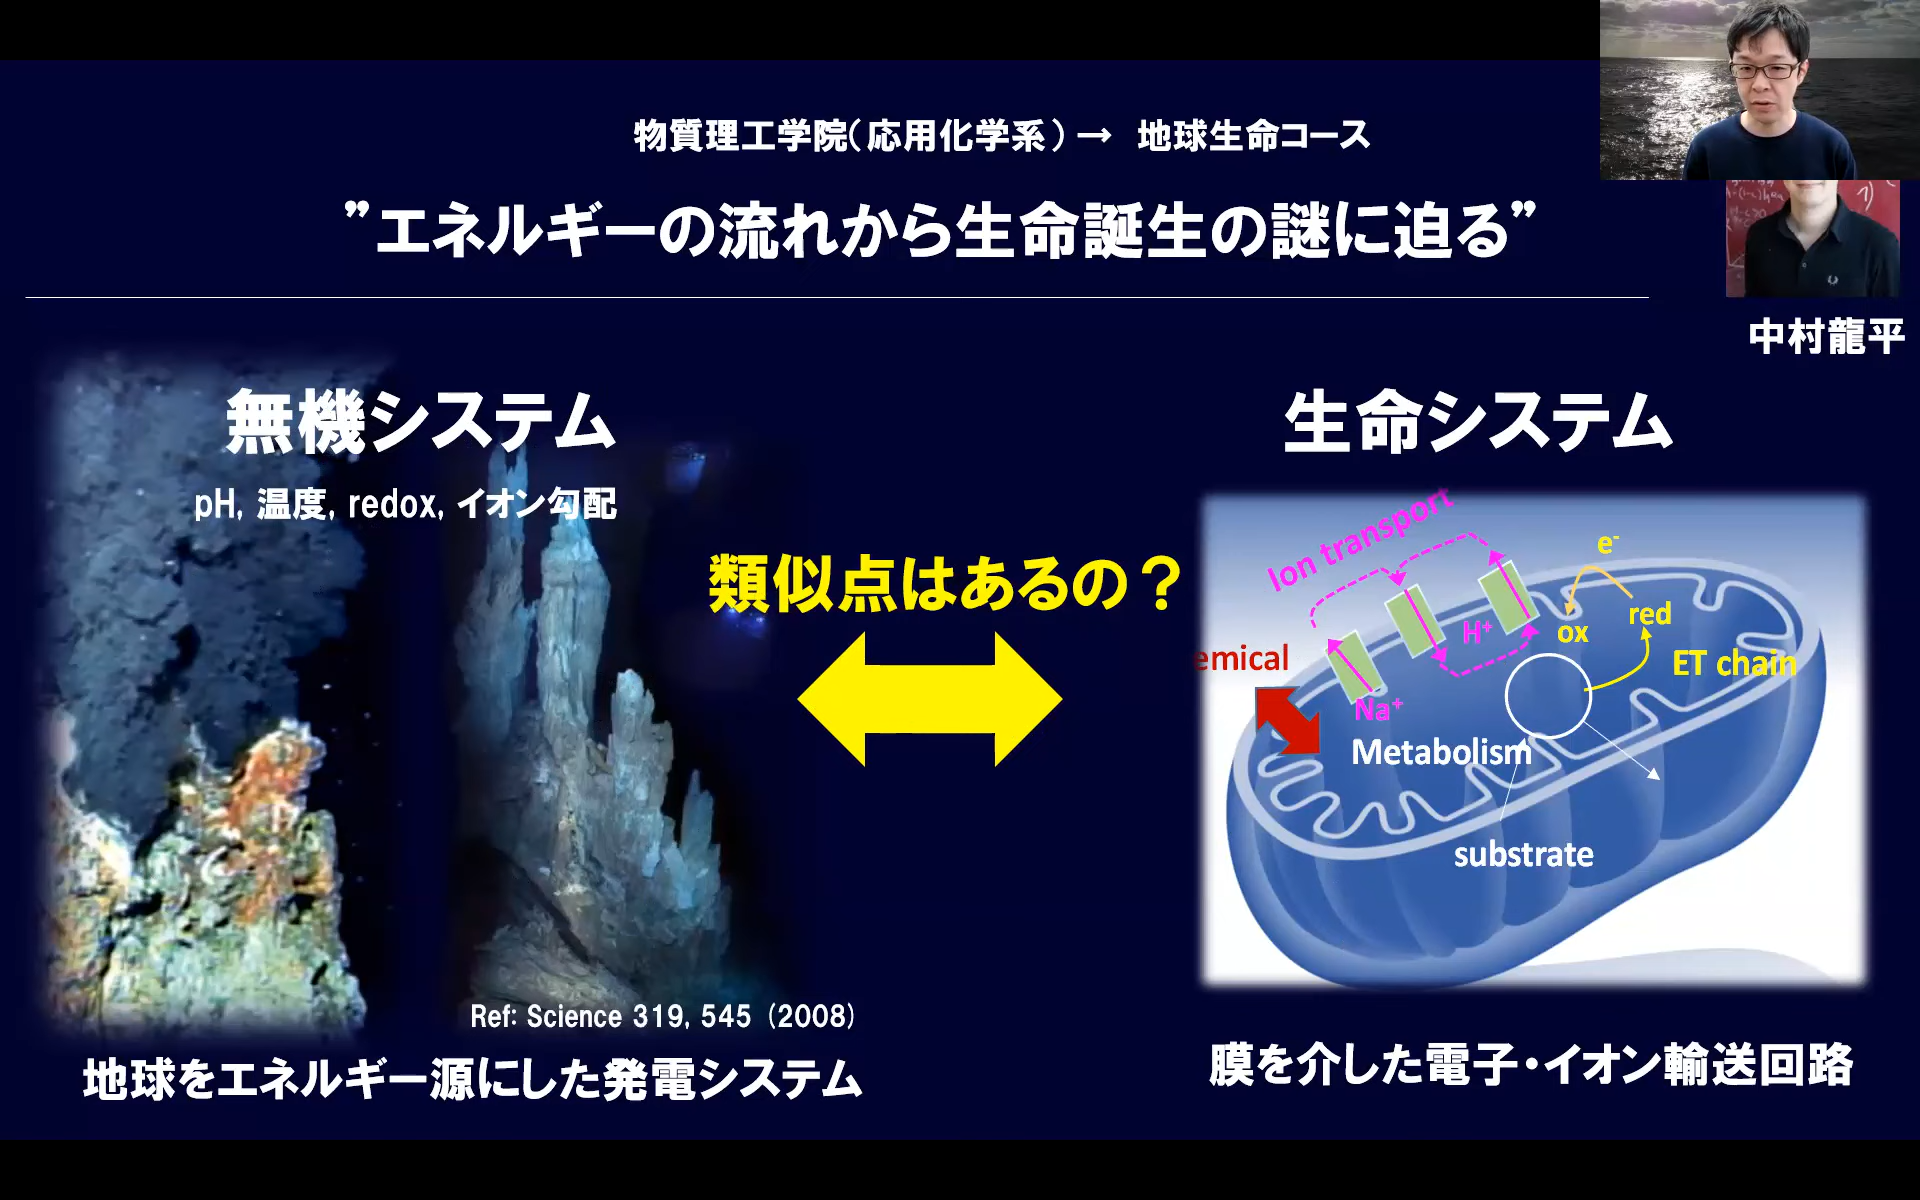 物質理工学院(応用化学系)→ 地球生命コース
”エネルギーの流れから生命誕生の謎に迫る”
中村龍平
無機システム
pH, 温度, redox, イオン勾配
類似点はあるの？
生命システム
Ion transport
e-
red
ox
H+
ET chain
emical
Na+
Metabolism
substrate
Ref: Science 319, 545 (2008)
地球をエネルギー源にした発電システム
膜を介した電子・イオン輸送回路